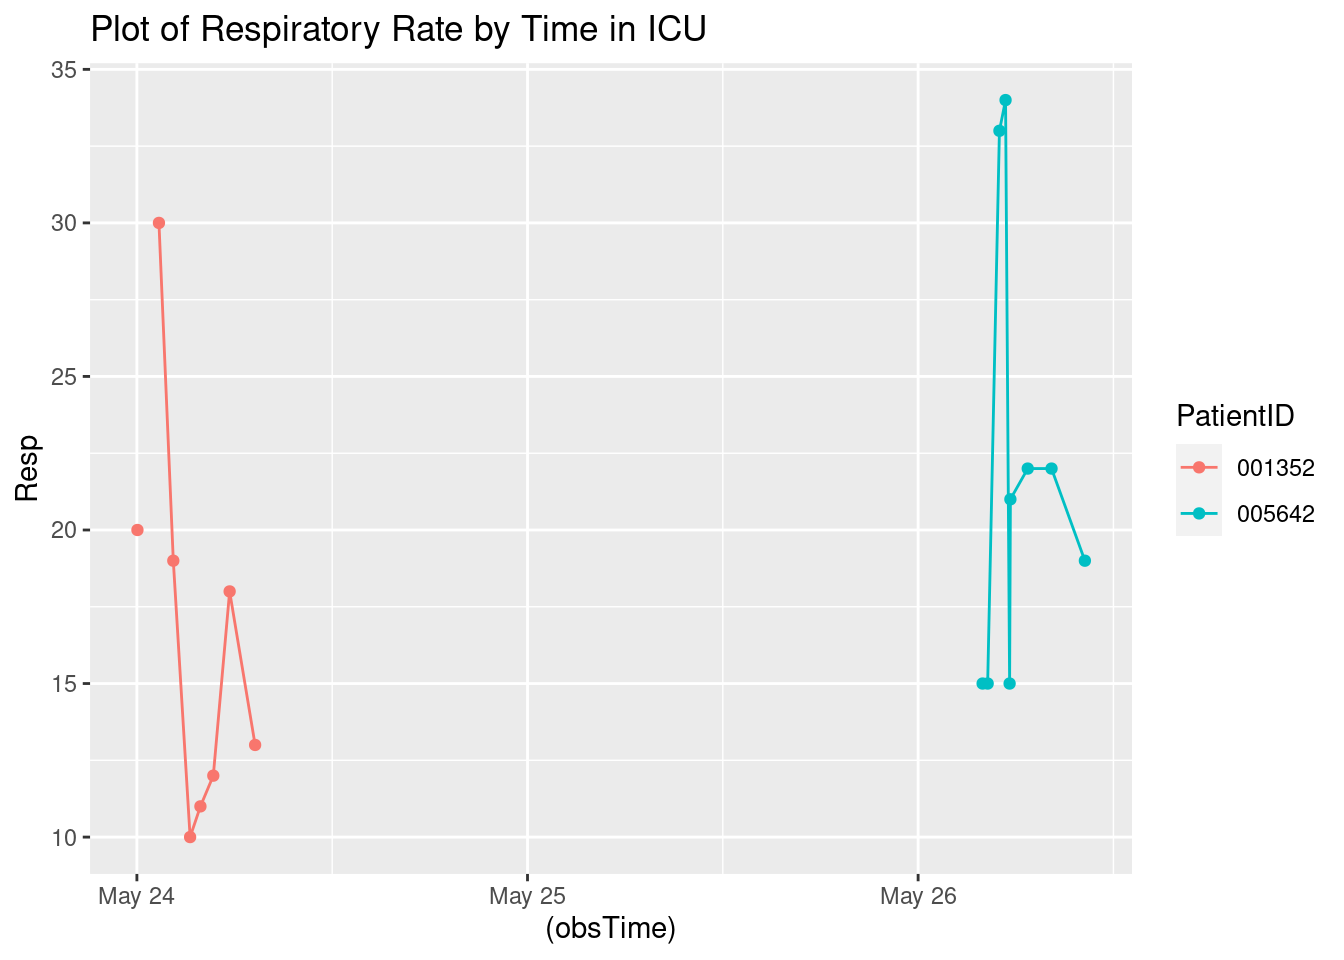 Plot of Respiratory Rate by Time in ICU
35
30
25
20
15
10
Resp
May 24
May 25
May 26
(obsTime)
PatientID
001352
005642